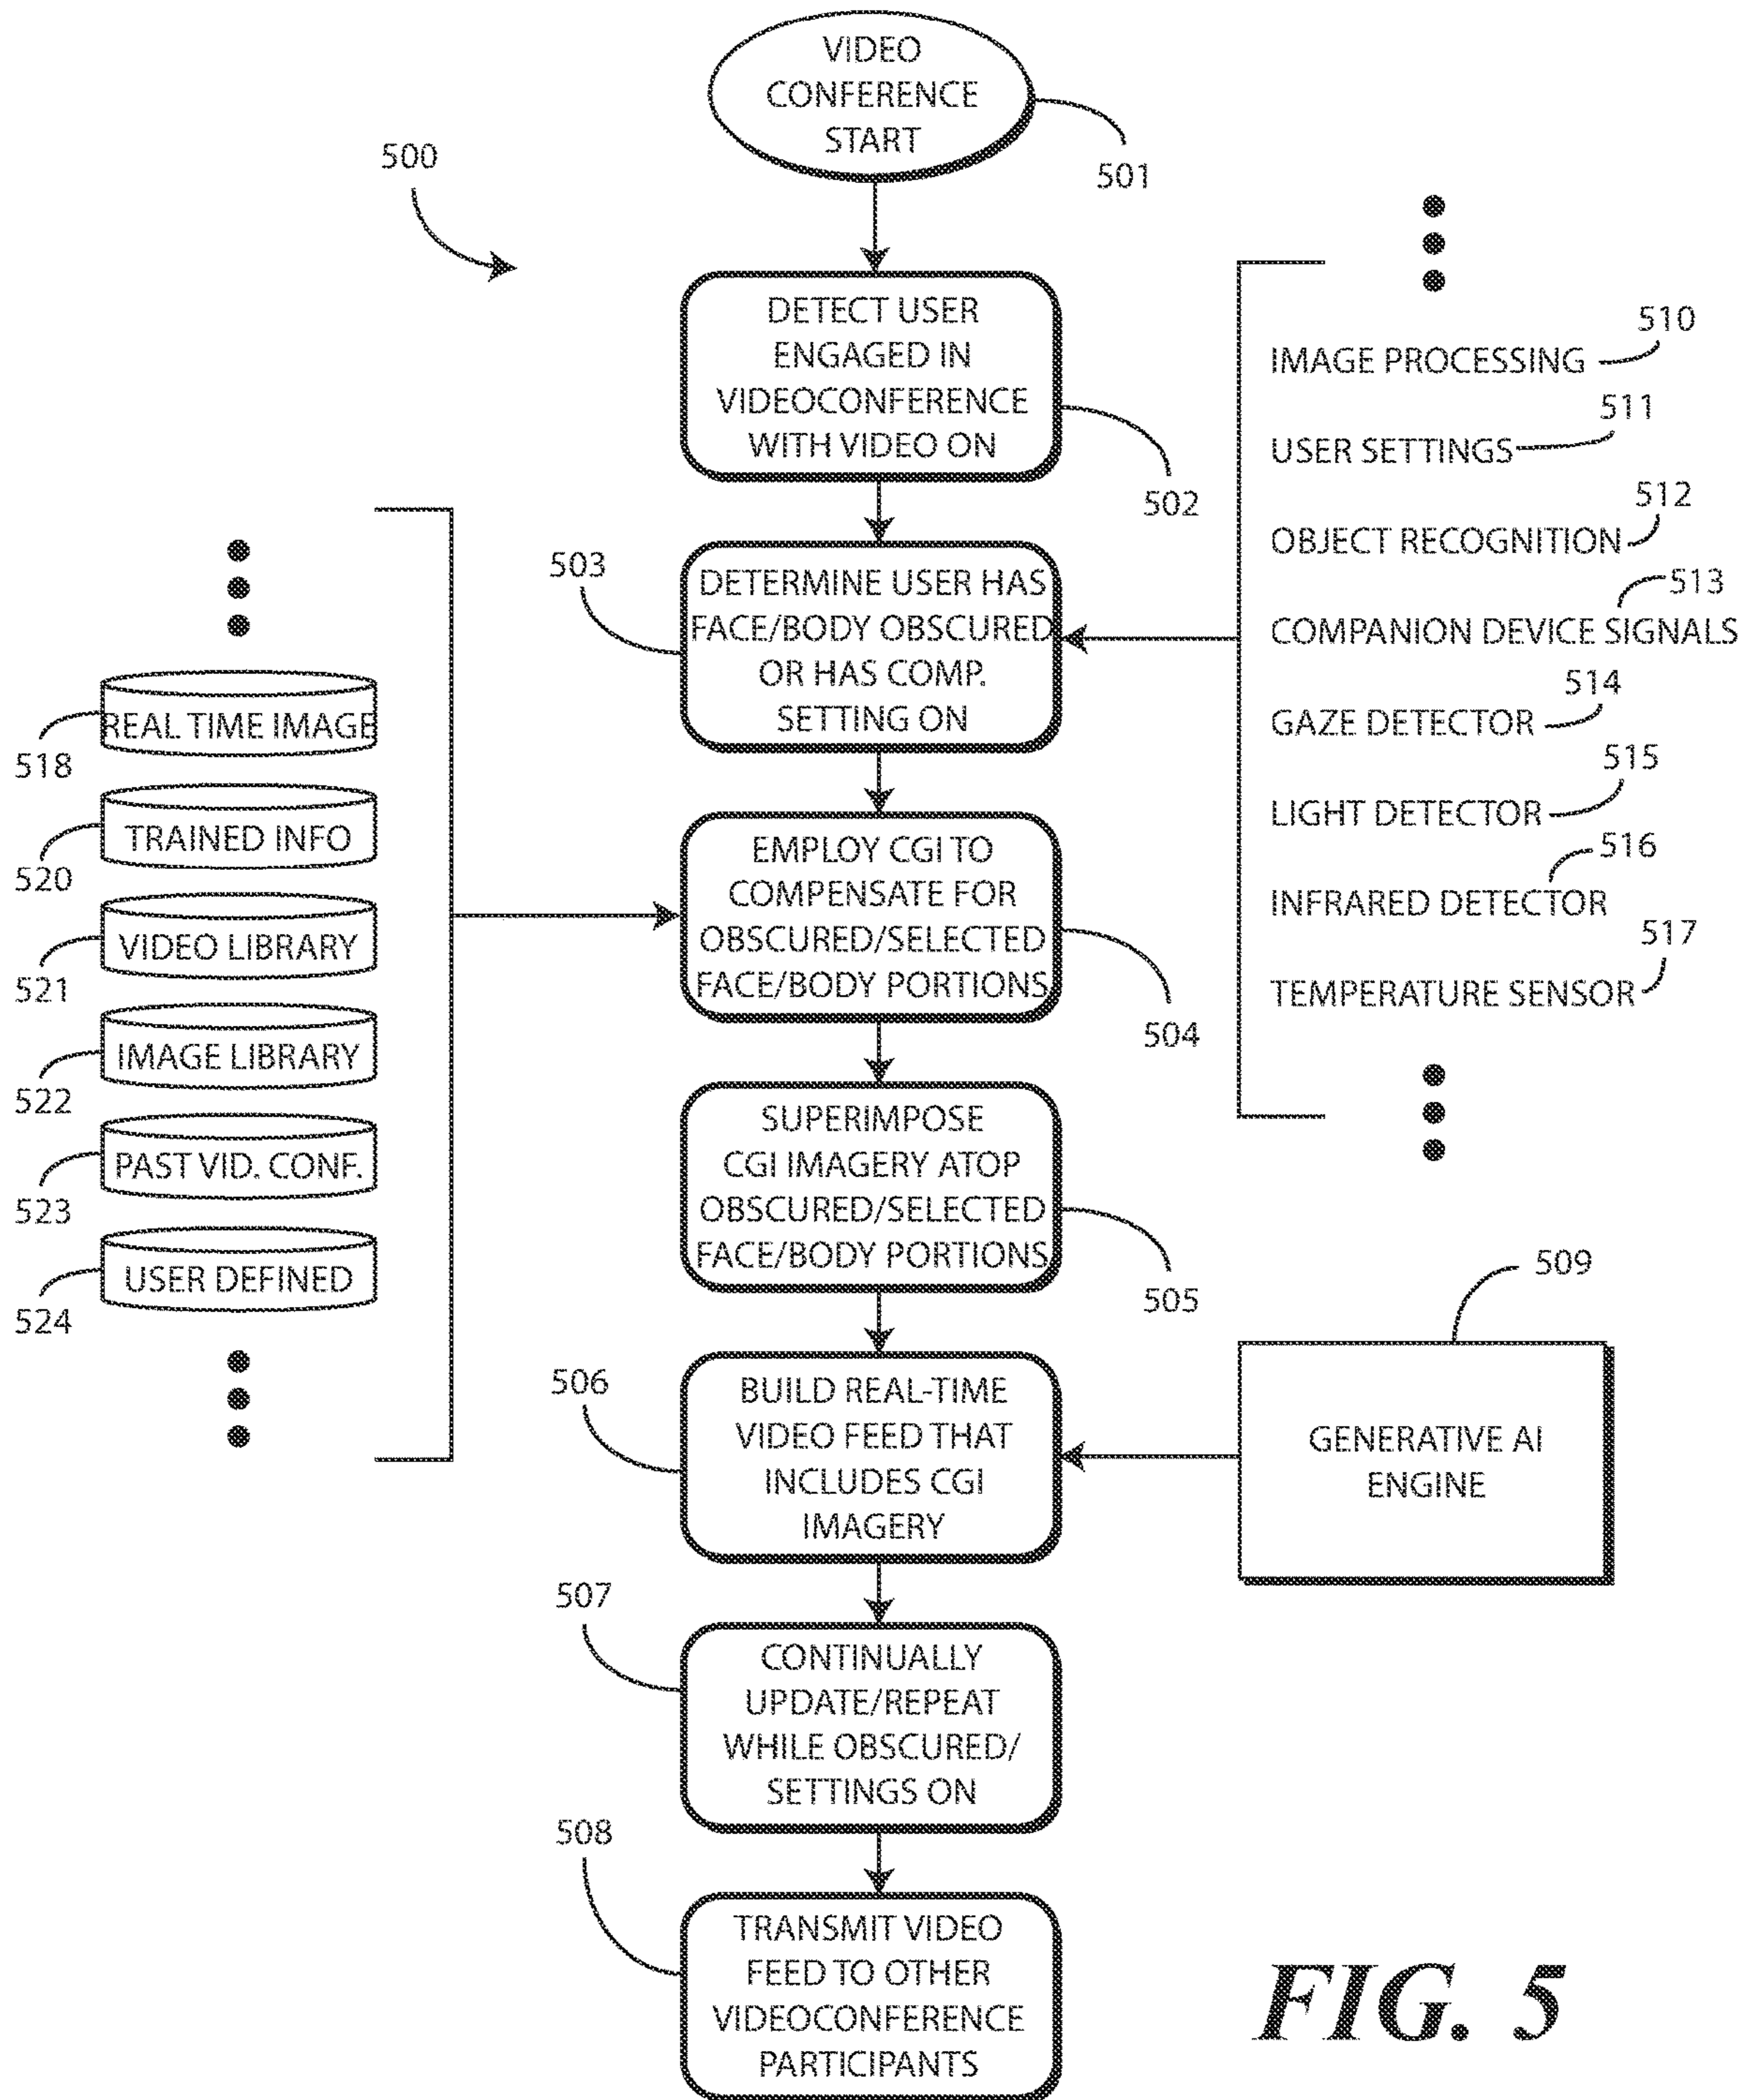 VIDEO
CONFERENCE
START
501
500
DETECT USER
ENGAGED IN
VIDEOCONFERENCE
WITH VIDEO ON
502
503
DETERMINE USER HAS
FACE/BODY OBSCURED
OR HAS COMP.
SETTING ON
510
IMAGE PROCESSING
511
USER SETTINGS
512
OBJECT RECOGNITION
513
COMPANION DEVICE SIGNALS
514
GAZE DETECTOR
515
LIGHT DETECTOR
516
INFRARED DETECTOR
517
TEMPERATURE SENSOR
REAL TIME IMAGE
518
TRAINED INFO
520
VIDEO LIBRARY
521
IMAGE LIBRARY
522
PAST VID. CONF.
523
USER DEFINED
524
EMPLOY CGI TO
COMPENSATE FOR
OBSCURED/SELECTED
FACE/BODY PORTIONS
504
SUPERIMPOSE
CGI IMAGERY ATOP
OBSCURED/SELECTED
FACE/BODY PORTIONS
505
506
BUILD REAL-TIME
VIDEO FEED THAT
INCLUDES CGI
IMAGERY
509
GENERATIVE AI
ENGINE
507
CONTINUALLY
UPDATE/REPEAT
WHILE OBSCURED/
SETTINGS ON
508
TRANSMIT VIDEO
FEED TO OTHER
VIDEOCONFERENCE
PARTICIPANTS
FIG. 5